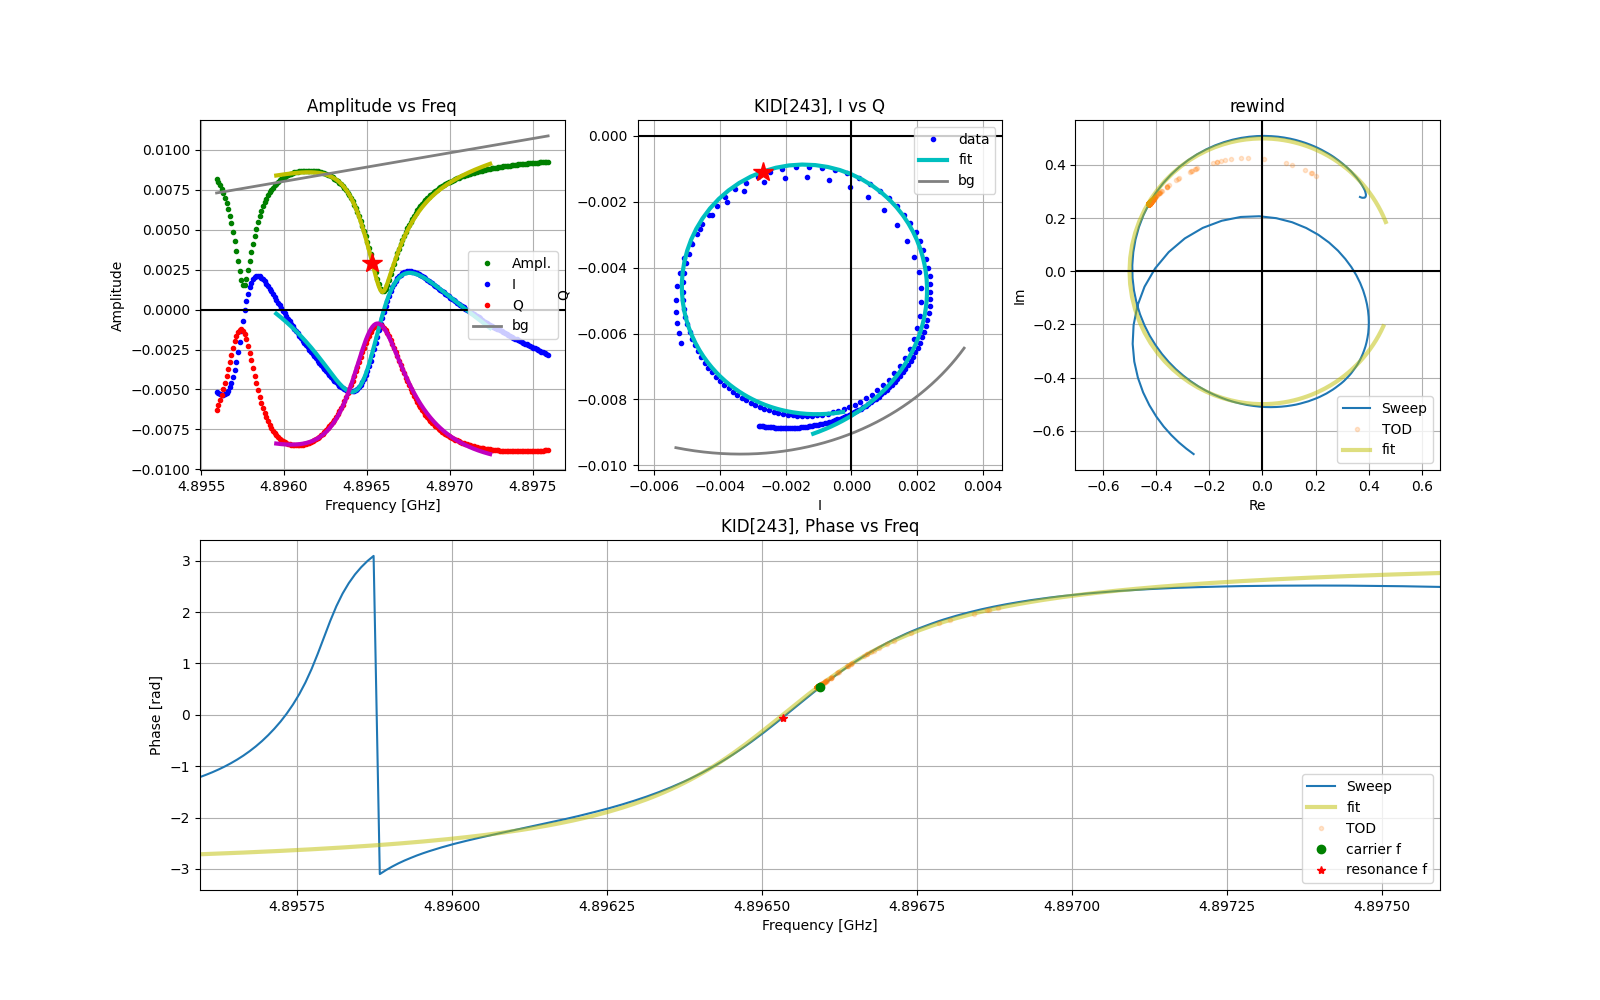 Amplitude vs Freq
Amplitude
0.0100
0.0075
0.0050
0.0025
0.0000
−0.0025
−0.0050
−0.0075
−0.0100
4.8955 4.8960 4.8965 4.8970 4.8975
Frequency [GHz]
Ampl.
I
Q
bg
KID[243], I vs Q
Q
0.000
−0.002
−0.004
−0.006
−0.008
−0.010
−0.006 −0.004 −0.002 0.000 0.002 0.004
I
data
fit
bg
rewind
Im
0.4
0.2
0.0
−0.2
−0.4
−0.6
−0.6 −0.4 −0.2 0.0 0.2 0.4 0.6
Re
Sweep
TOD
fit
KID[243], Phase vs Freq
Phase [rad]
3
2
1
0
−1
−2
−3
4.89575 4.89600 4.89625 4.89650 4.89675 4.89700 4.89725 4.89750
Frequency [GHz]
Sweep
fit
TOD
carrier f
resonance f